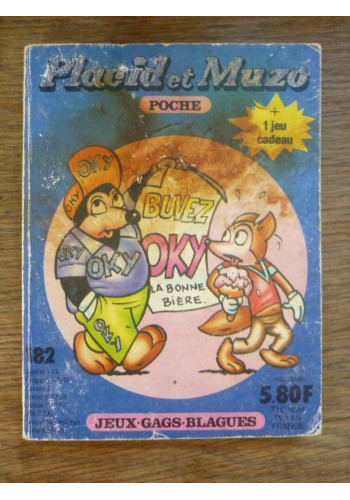 Placid et Muzo
POCHE
+
1 jeu
cadeau
OKY
OKY
OKY
OKY
OKY
BUVEZ
OKY
LA BONNE
BIÈRE.
82
5.80F
FRANCE
JEUX·GAGS·BLAGUES